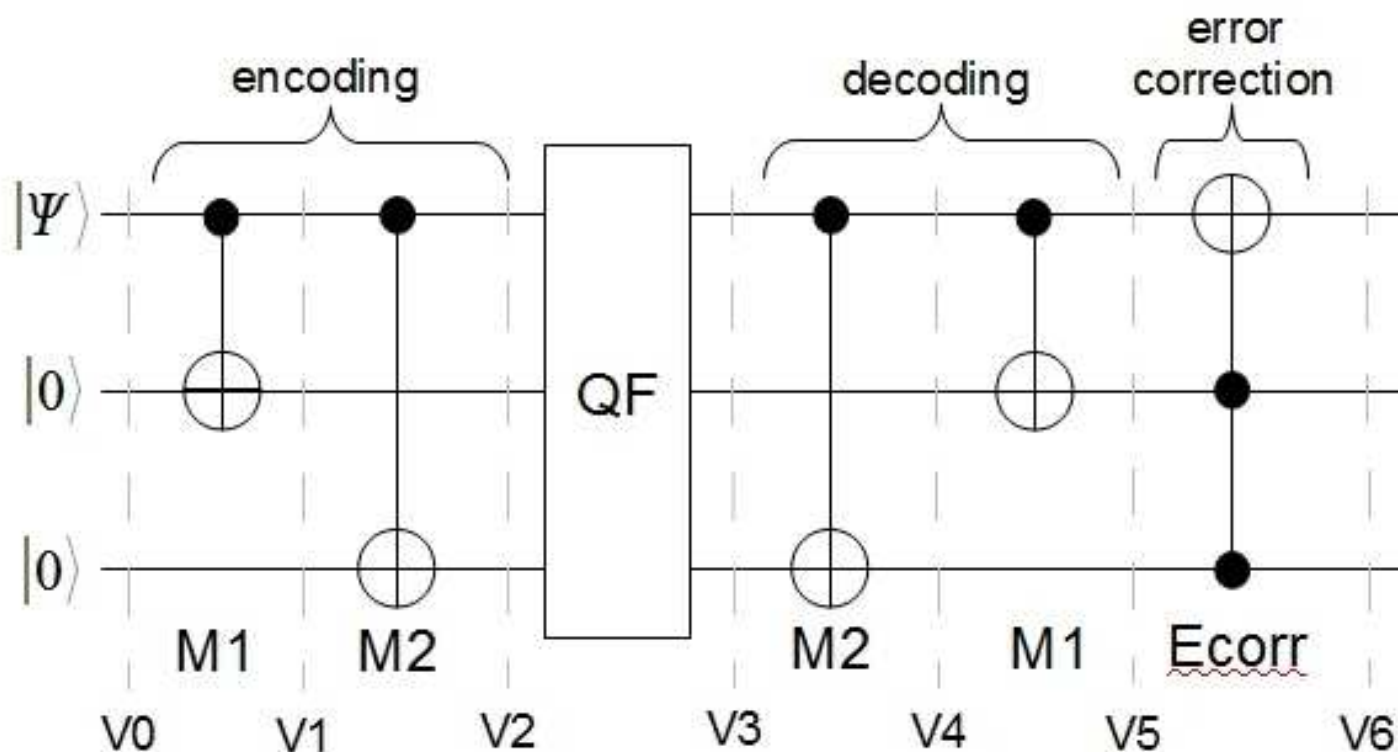 encoding
decoding
error
correction
|Ψ⟩
|0⟩
QF
|0⟩
M1 M2 M2 M1 Ecorr
V0 V1 V2 V3 V4 V5 V6